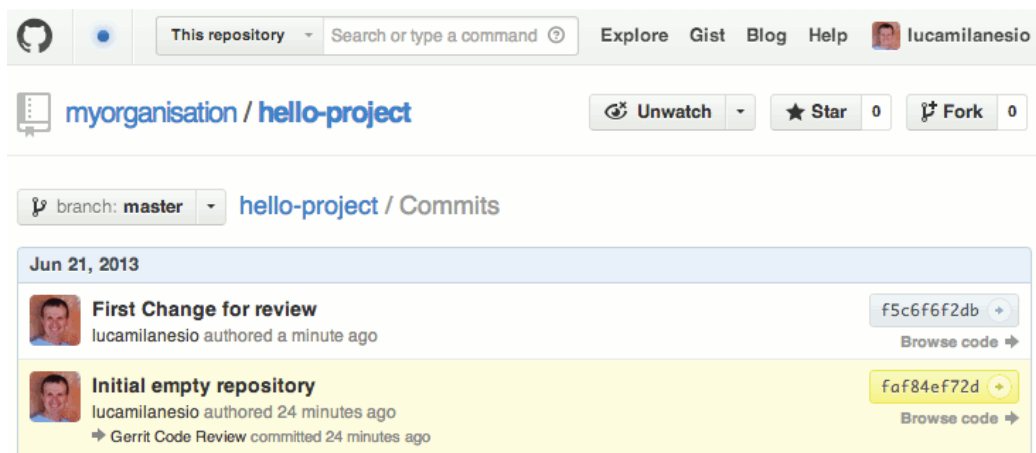 This repository Search or type a command Explore Gist Blog Help lucamilanesio
myorganisation / hello-project Unwatch Star 0 Fork 0
branch: master hello-project / Commits
Jun 21, 2013
First Change for review f5c6f6f2db
lucamilanesio authored a minute ago
Browse code
Initial empty repository faf84ef72d
lucamilanesio authored 24 minutes ago
Browse code
Gerrit Code Review committed 24 minutes ago